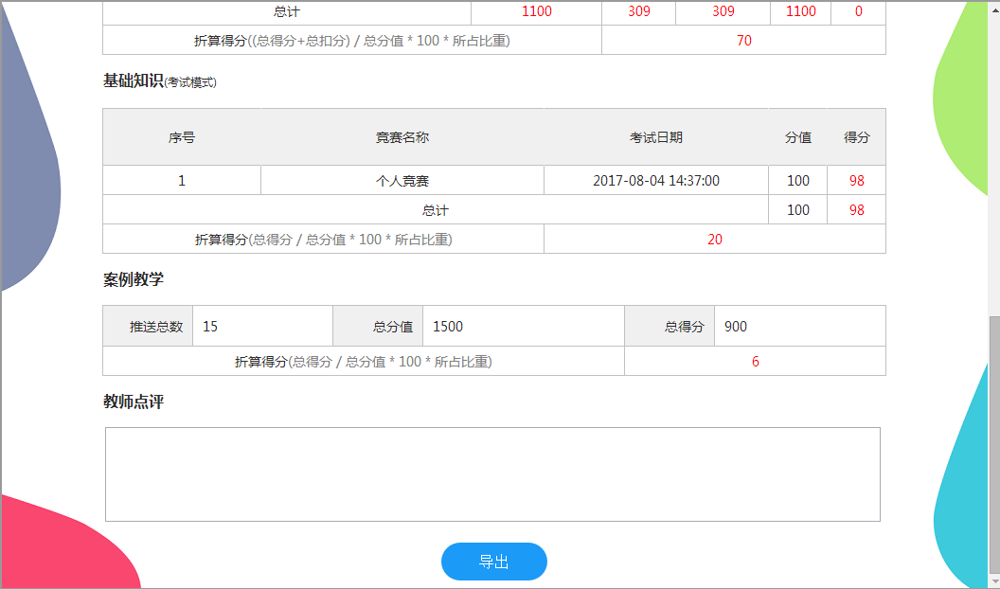 总计 1100 309 309 1100 0
折算得分((总得分+总扣分) / 总分值 * 100 * 所占比重) 70
基础知识(考试模式)
序号 竞赛名称 考试日期 分值 得分
1 个人竞赛 2017-08-04 14:37:00 100 98
总计 100 98
折算得分(总得分 / 总分值 * 100 * 所占比重) 20
案例教学
推送总数 15 总分值 1500 总得分 900
折算得分(总得分 / 总分值 * 100 * 所占比重) 6
教师点评
导出